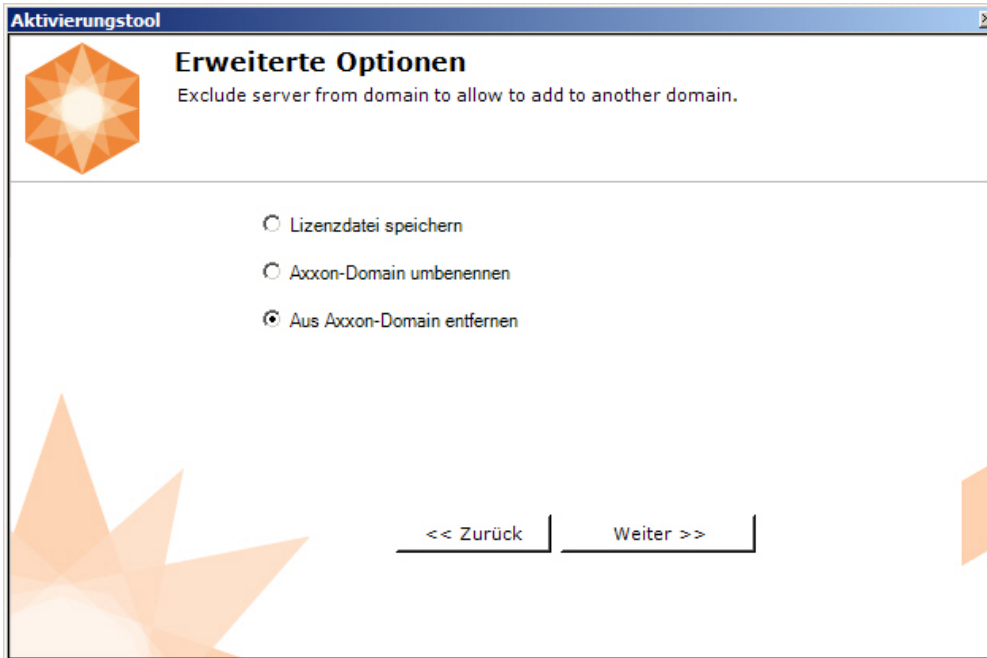 Aktivierungstool
Erweiterte Optionen
Exclude server from domain to allow to add to another domain.
Lizenzdatei speichern
Axxon-Domain umbenennen
Aus Axxon-Domain entfernen
<< Zurück
Weiter >>